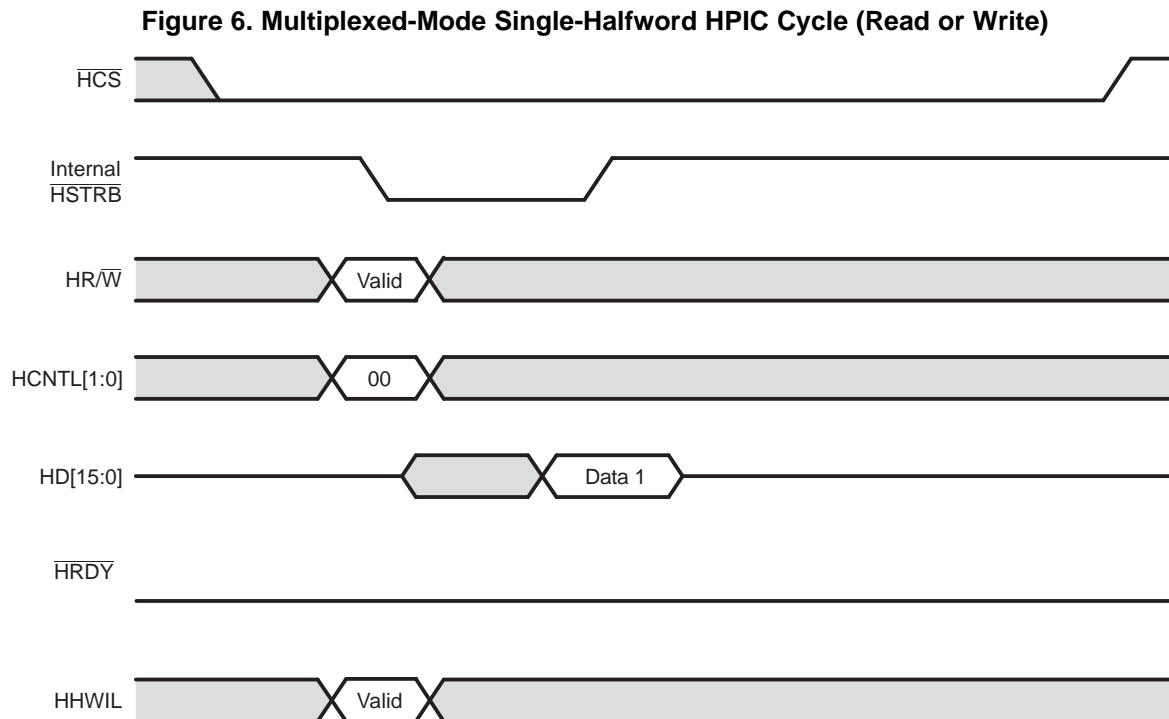 Figure 6. Multiplexed-Mode Single-Halfword HPIC Cycle (Read or Write)
HCS
Internal
HSTRB
HR/W
Valid
HCNTL[1:0]
00
HD[15:0]
Data 1
HRDY
HHWIL
Valid